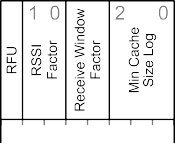 1 0
2 0
RFU
RSSI
Factor
Receive Window
Factor
Min Cache
Size Log